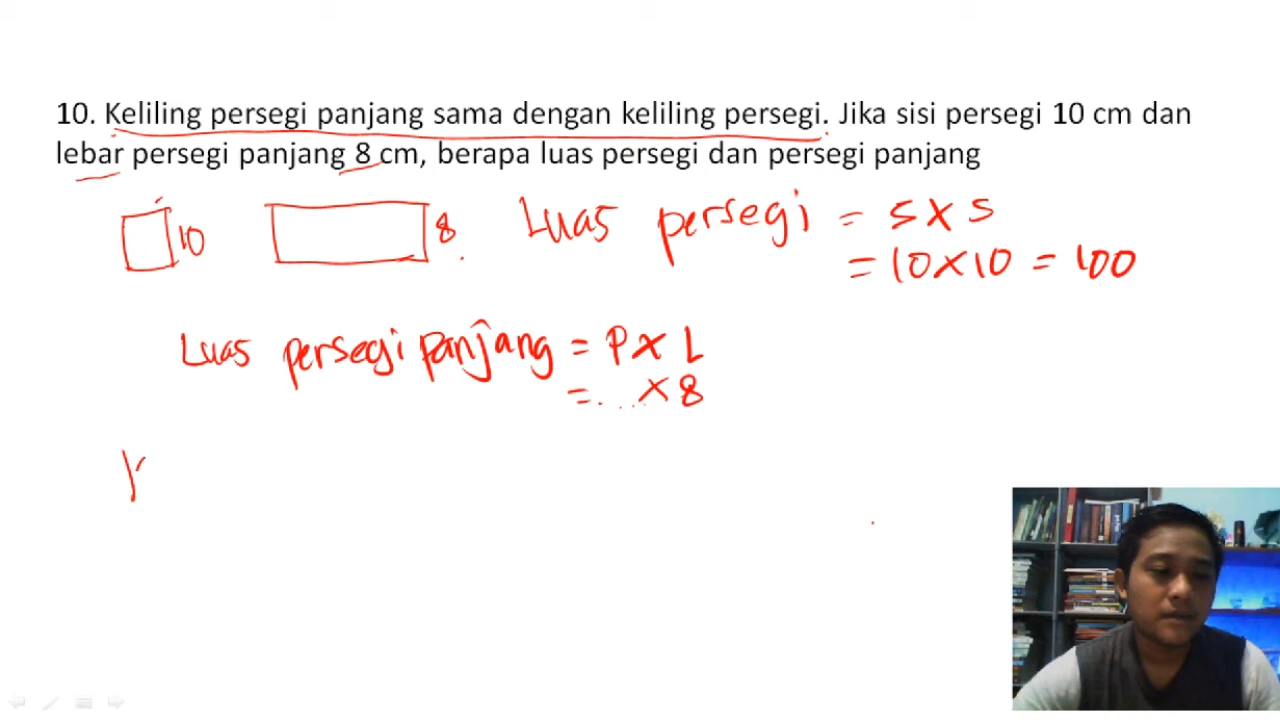 10. Keliling persegi panjang sama dengan keliling persegi. Jika sisi persegi 10 cm dan
lebar persegi panjang 8 cm, berapa luas persegi dan persegi panjang
10
8
Luas persegi = S X S
= 10 X 10 = 100
Luas persegi panjang = P X L
= ..... X 8